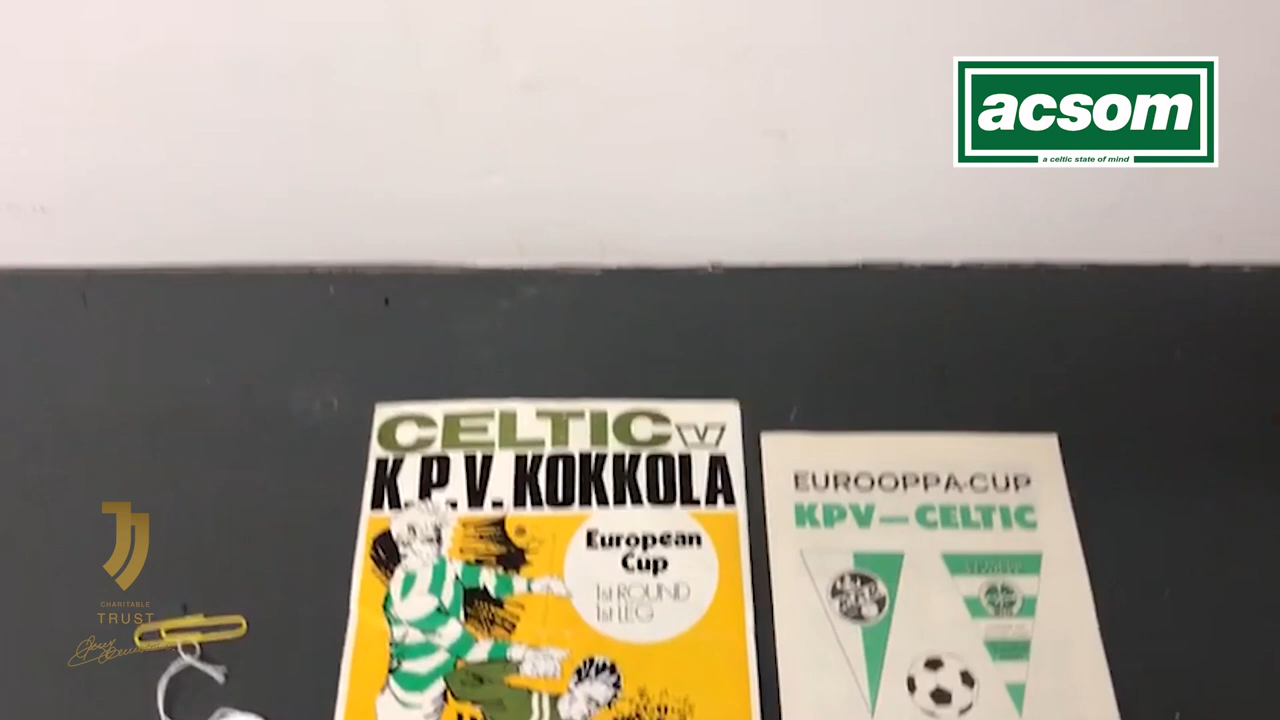 acsom
a celtic state of mind
CELTIC V
K.P.V. KOKKOLA
European
Cup
1st ROUND
1st LEG
EUROOPPA-CUP
KPV—CELTIC
CHARITABLE
TRUST